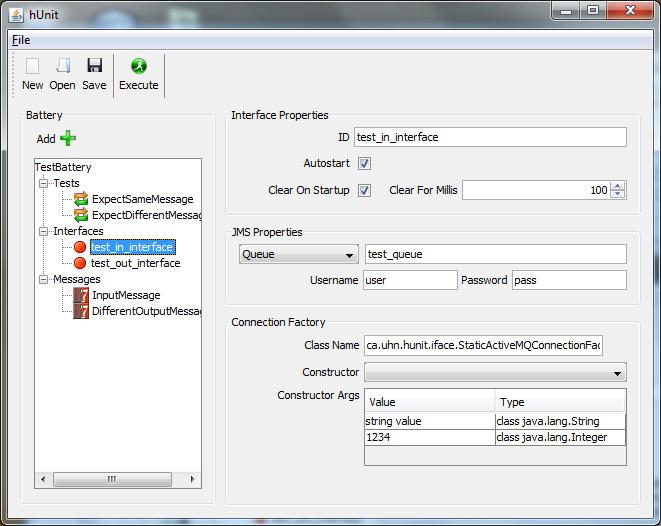 hUnit
File
New Open Save Execute
Battery
Add
TestBattery
Tests
ExpectSameMessage
ExpectDifferentMessag
Interfaces
test_in_interface
test_out_interface
Messages
InputMessage
DifferentOutputMessa
Interface Properties
ID test_in_interface
Autostart
Clear On Startup Clear For Millis 100
JMS Properties
Queue test_queue
Username user Password pass
Connection Factory
Class Name ca.uhn.hunit.iface.StaticActiveMQConnectionFac
Constructor
Constructor Args Value Type
string value class java.lang.String
1234 class java.lang.Integer